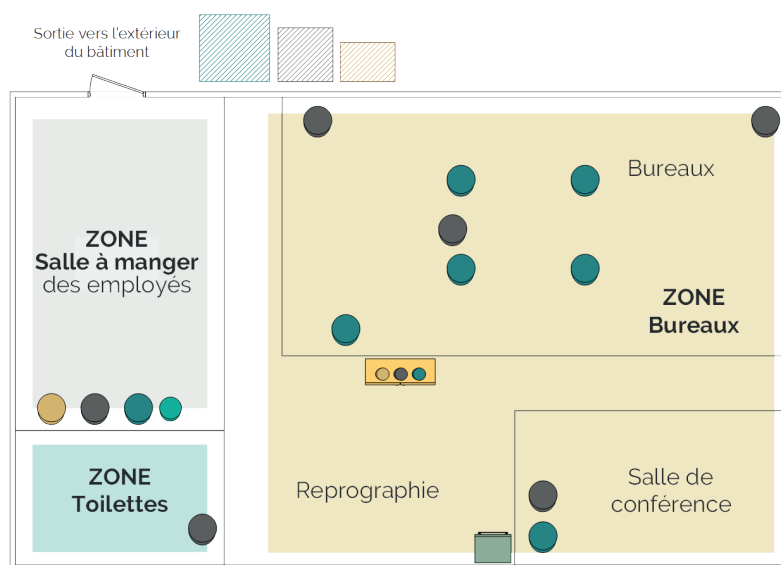 Sortie vers l'extérieur
du bâtiment
Bureaux
ZONE
Salle à manger
des employés
ZONE
Bureaux
ZONE
Toilettes
Reprographie
Salle de
conférence